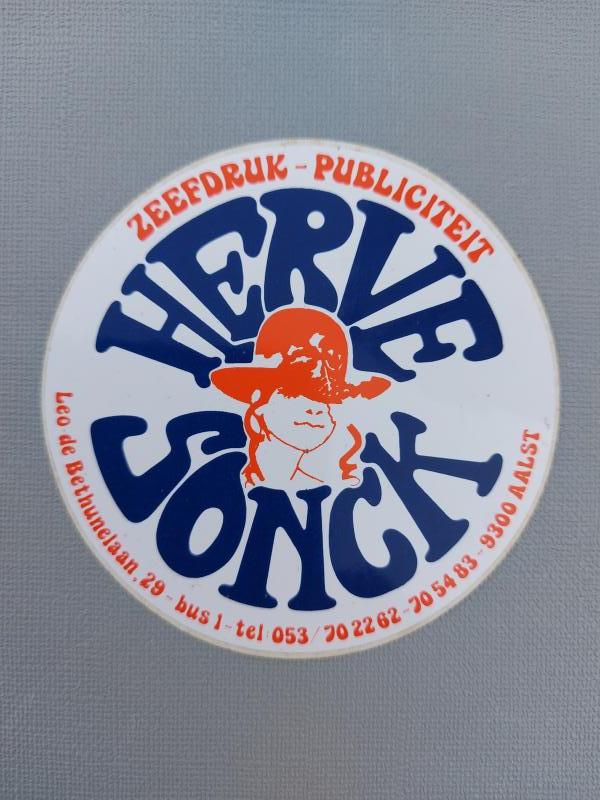 ZEEFDRUK - PUBLICITEIT
HERVE
SONCK
Leo de Bethunelaan, 29 - bus 1 - tel 053 / 70 22 62 - 70 54 83 - 9300 AALST